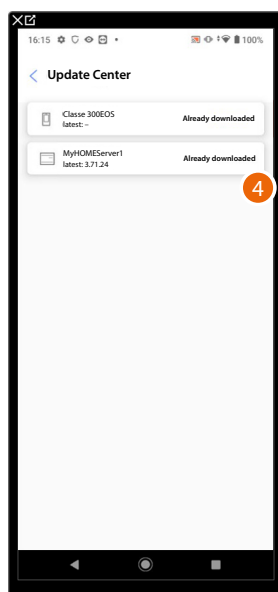 16:15 100%
Update Center
Classe 300EOS
latest: –
Already downloaded
MyHOMEServer1
latest: 3.71.24
Already downloaded
4